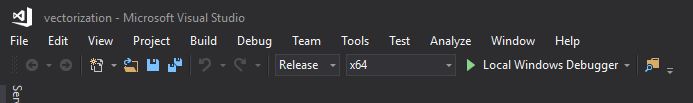 vectorization - Microsoft Visual Studio
File Edit View Project Build Debug Team Tools Test Analyze Window Help
Release x64 Local Windows Debugger
Ser